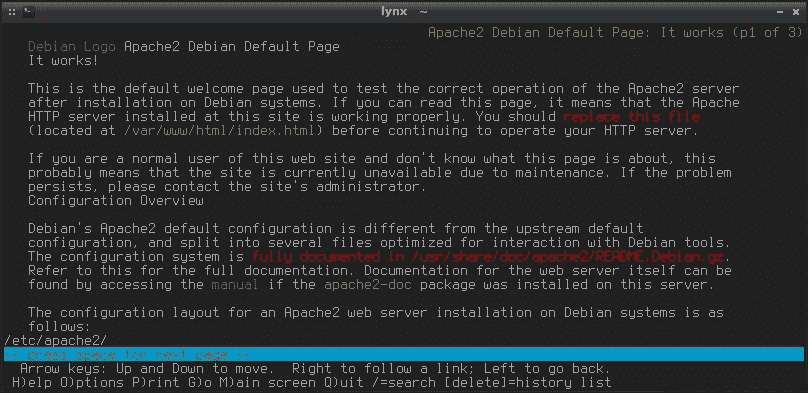 lynx ~
Apache2 Debian Default Page: It works (p1 of 3)
Debian Logo Apache2 Debian Default Page
It works!
This is the default welcome page used to test the correct operation of the Apache2 server
after installation on Debian systems. If you can read this page, it means that the Apache
HTTP server installed at this site is working properly. You should replace this file
(located at /var/www/html/index.html) before continuing to operate your HTTP server.
If you are a normal user of this web site and don't know what this page is about, this
probably means that the site is currently unavailable due to maintenance. If the problem
persists, please contact the site's administrator.
Configuration Overview
Debian's Apache2 default configuration is different from the upstream default
configuration, and split into several files optimized for interaction with Debian tools.
The configuration system is fully documented in /usr/share/doc/apache2/README.Debian.gz.
Refer to this for the full documentation. Documentation for the web server itself can be
found by accessing the manual if the apache2-doc package was installed on this server.
The configuration layout for an Apache2 web server installation on Debian systems is as
follows:
/etc/apache2/
-- press space for next page --
Arrow keys: Up and Down to move. Right to follow a link; Left to go back.
H)elp O)ptions P)rint G)o M)ain screen Q)uit /=search [delete]=history list